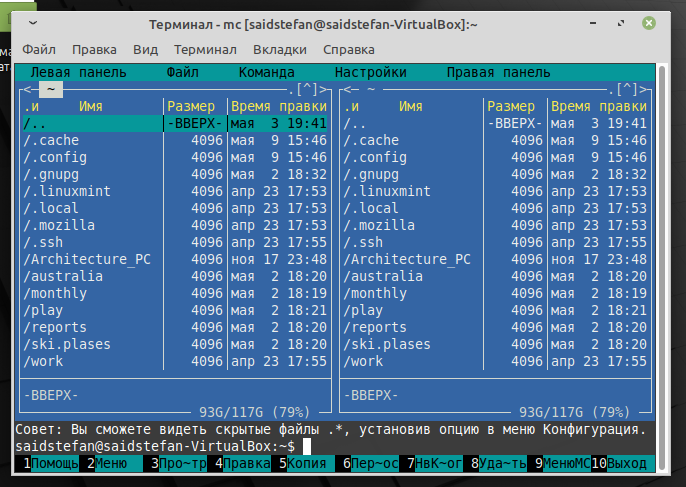 Терминал - mc [saidstefan@saidstefan-VirtualBox]:~
Файл Правка Вид Терминал Вкладки Справка
Левая панель Файл Команда Настройки Правая панель
<─ ~ .[^]> <─ ~ .[^]>
.и Имя Размер Время правки .и Имя Размер Время правки
/.. -ВВЕРХ- мая 3 19:41 /.. -ВВЕРХ- мая 3 19:41
/.cache 4096 мая 9 15:46 /.cache 4096 мая 9 15:46
/.config 4096 мая 9 15:46 /.config 4096 мая 9 15:46
/.gnupg 4096 мая 2 18:32 /.gnupg 4096 мая 2 18:32
/.linuxmint 4096 апр 23 17:53 /.linuxmint 4096 апр 23 17:53
/.local 4096 апр 23 17:53 /.local 4096 апр 23 17:53
/.mozilla 4096 апр 23 17:53 /.mozilla 4096 апр 23 17:53
/.ssh 4096 апр 23 17:55 /.ssh 4096 апр 23 17:55
/Architecture_PC 4096 ноя 17 23:48 /Architecture_PC 4096 ноя 17 23:48
/australia 4096 мая 2 18:20 /australia 4096 мая 2 18:20
/monthly 4096 мая 2 18:19 /monthly 4096 мая 2 18:19
/play 4096 мая 2 18:21 /play 4096 мая 2 18:21
/reports 4096 мая 2 18:20 /reports 4096 мая 2 18:20
/ski.plases 4096 мая 2 18:20 /ski.plases 4096 мая 2 18:20
/work 4096 апр 23 17:55 /work 4096 апр 23 17:55
-ВВЕРХ- -ВВЕРХ-
93G/117G (79%) 93G/117G (79%)
Совет: Вы сможете видеть скрытые файлы .*, установив опцию в меню Конфигурация.
saidstefan@saidstefan-VirtualBox:~$
1Помощь 2Меню 3Про~тр 4Правка 5Копия 6Пер~ос 7НвК~ог 8Уда~ть 9МенюМС 10Выход